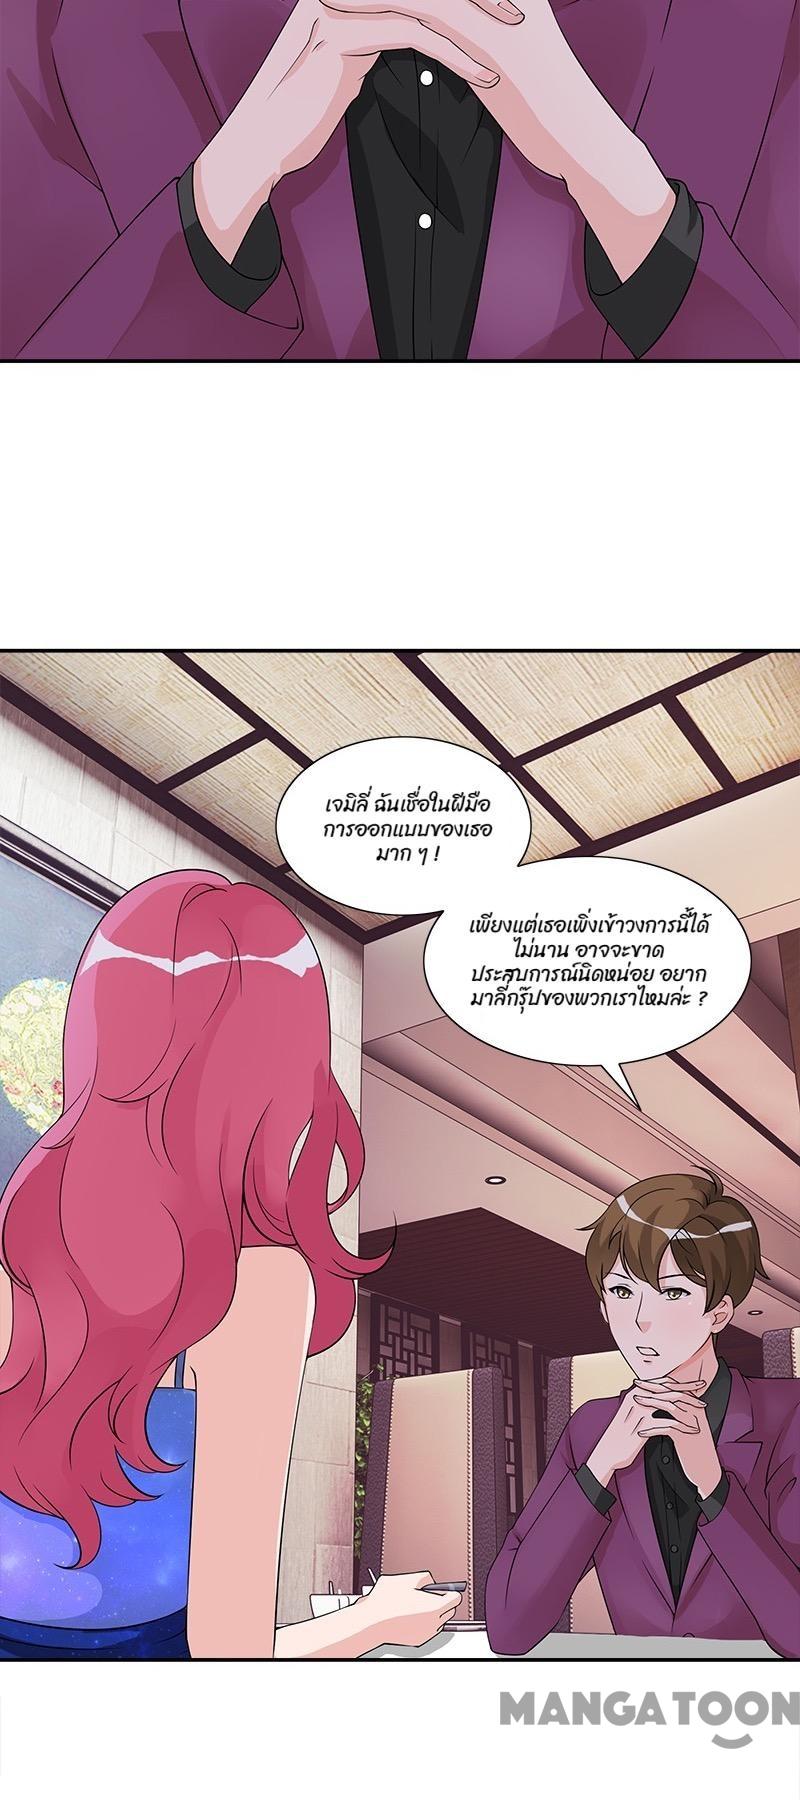 เจมิลี่ ฉันเชื่อในฝีมือ
การออกแบบของเธอ
มาก ๆ !
เพียงแต่เธอเพิ่งเข้าวงการนี้ได้
ไม่นาน อาจจะขาด
ประสบการณ์นิดหน่อย อยาก
มาลี่กรุ๊ปของพวกเราไหมล่ะ ?
MANGATOON